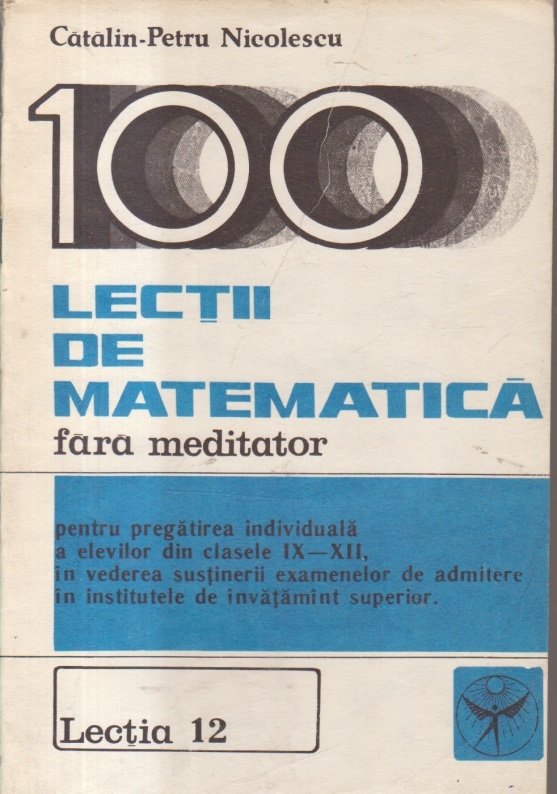 Cătălin-Petru Nicolescu
100
LECȚII
DE
MATEMATICĂ
fără meditator
pentru pregătirea individuală
a elevilor din clasele IX—XII,
în vederea susținerii examenelor de admitere
în institutele de învățămînt superior.
Lecția 12